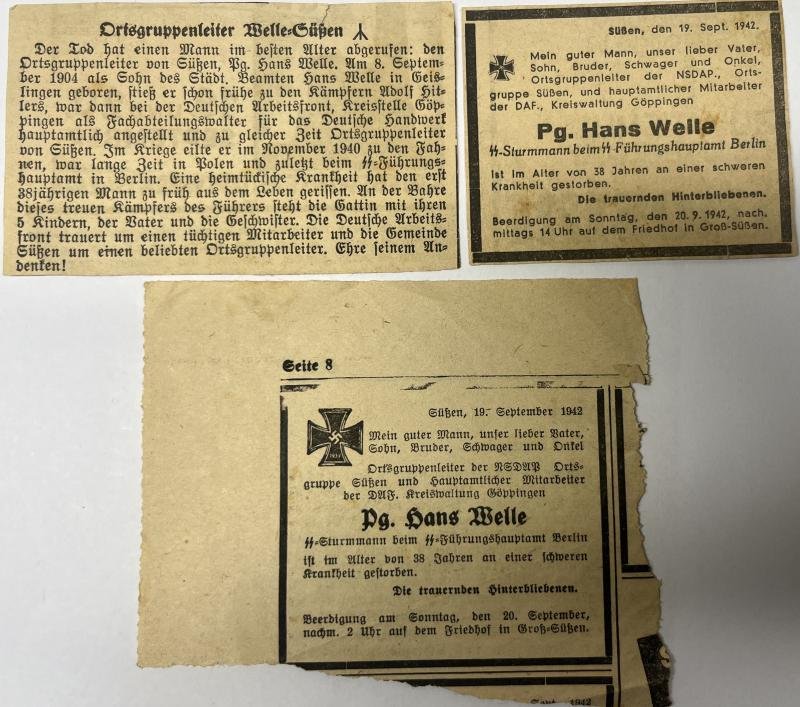 Ortsgruppenleiter Welle-Süßen ᛣ
Der Tod hat einen Mann im besten Alter abgerufen: den
Ortsgruppenleiter von Süßen, Pg. Hans Welle. Am 8. Septem-
ber 1904 als Sohn des Städt. Beamten Hans Welle in Geis-
lingen geboren, stieß er schon frühe zu den Kämpfern Adolf Hit-
lers, war dann bei der Deutschen Arbeitsfront, Kreisstelle Göp-
pingen als Fachabteilungswalter für das Deutsche Handwerk
hauptamtlich angestellt und zu gleicher Zeit Ortsgruppenleiter
von Süßen. Im Kriege eilte er im November 1940 zu den Fah-
nen, war lange Zeit in Polen und zuletzt beim ᛋᛋ-Führungs-
hauptamt in Berlin. Eine heimtückische Krankheit hat den erst
38jährigen Mann zu früh aus dem Leben gerissen. An der Bahre
dieses treuen Kämpfers des Führers steht die Gattin mit ihren
5 Kindern, der Vater und die Geschwister. Die Deutsche Arbeits-
front trauert um einen tüchtigen Mitarbeiter und die Gemeinde
Süßen um einen beliebten Ortsgruppenleiter. Ehre seinem An-
denken!
Süßen, den 19. Sept. 1942.
Mein guter Mann, unser lieber Vater,
Sohn, Bruder, Schwager und Onkel,
Ortsgruppenleiter der NSDAP., Orts-
gruppe Süßen, und hauptamtlicher Mitarbeiter
der DAF., Kreiswaltung Göppingen
Pg. Hans Welle
ᛋᛋ-Sturmmann beim ᛋᛋ-Führungshauptamt Berlin
ist im Alter von 38 Jahren an einer schweren
Krankheit gestorben.
Die trauernden Hinterbliebenen.
Beerdigung am Sonntag, den 20. 9. 1942, nach-
mittags 14 Uhr auf dem Friedhof in Groß-Süßen.
Seite 8
Süßen, 19. September 1942
Mein guter Mann, unser lieber Vater,
Sohn, Bruder, Schwager und Onkel
Ortsgruppenleiter der NSDAP Orts-
gruppe Süßen und Hauptamtlicher Mitarbeiter
der DAF. Kreiswaltung Göppingen
Pg. Hans Welle
ᛋᛋ-Sturmmann beim ᛋᛋ-Führungshauptamt Berlin
ist im Alter von 38 Jahren an einer schweren
Krankheit gestorben.
Die trauernden Hinterbliebenen.
Beerdigung am Sonntag, den 20. September,
nachm. 2 Uhr auf dem Friedhof in Groß-Süßen.
Sept. 1942